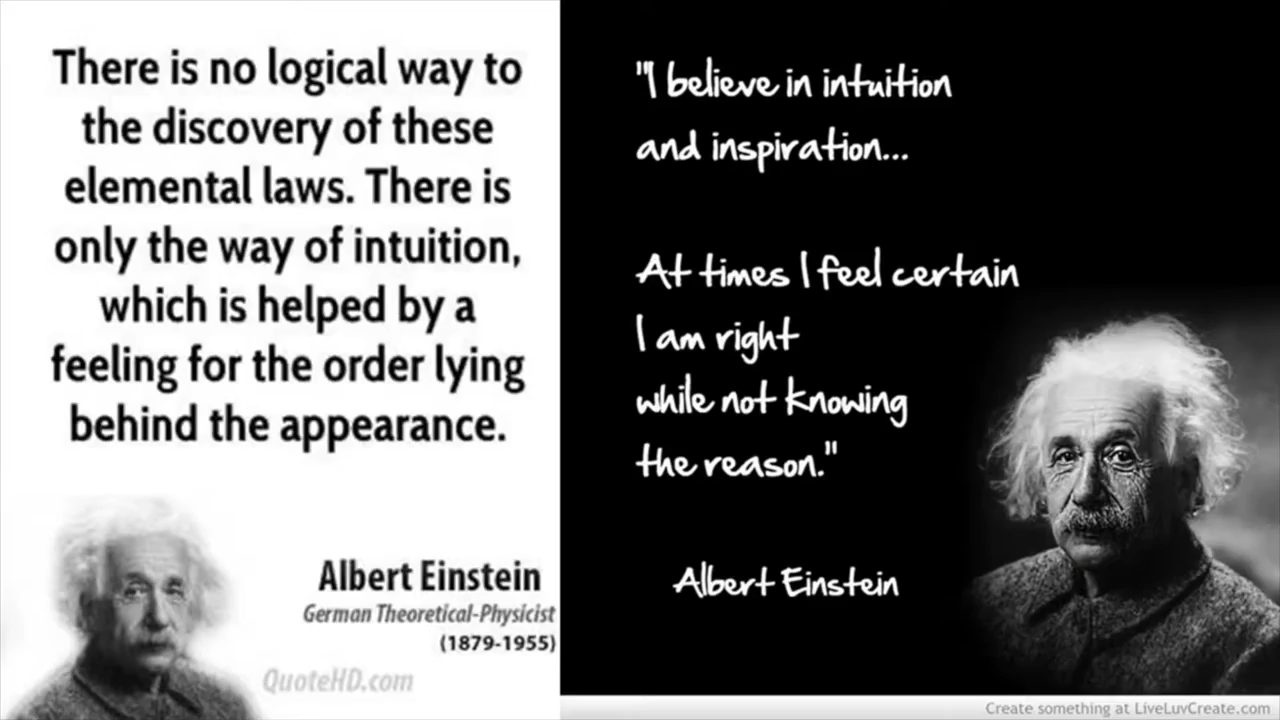 There is no logical way to
the discovery of these
elemental laws. There is
only the way of intuition,
which is helped by a
feeling for the order lying
behind the appearance.
Albert Einstein
German Theoretical-Physicist
(1879-1955)
QuoteHD.com
"I believe in intuition
and inspiration...
At times I feel certain
I am right
while not knowing
the reason."
Albert Einstein
Create something at LiveLuvCreate.com